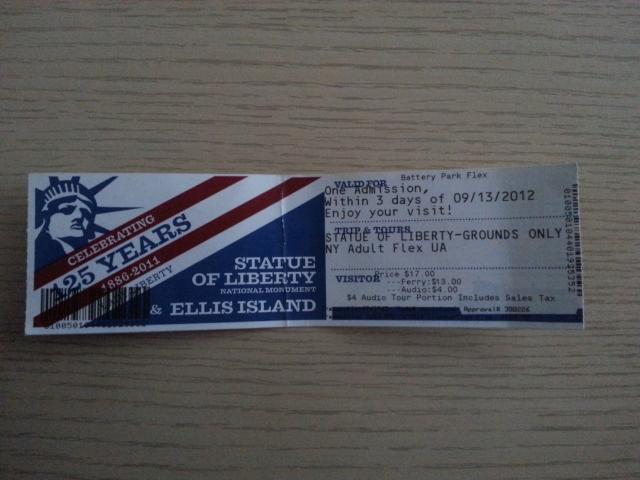 CELEBRATING
125 YEARS
1886-2011
STATUE
OF LIBERTY
NATIONAL MONUMENT
& ELLIS ISLAND
Battery Park Flex
VALID FOR
One Admission,
Within 3 days of 09/13/2012
Enjoy your visit!
TRIP & TOURS
STATUE OF LIBERTY-GROUNDS ONLY
NY Adult Flex UA
VISITOR
Price $17.00
---Ferry:$13.00
---Audio:$4.00
$4 Audio Tour Portion Includes Sales Tax